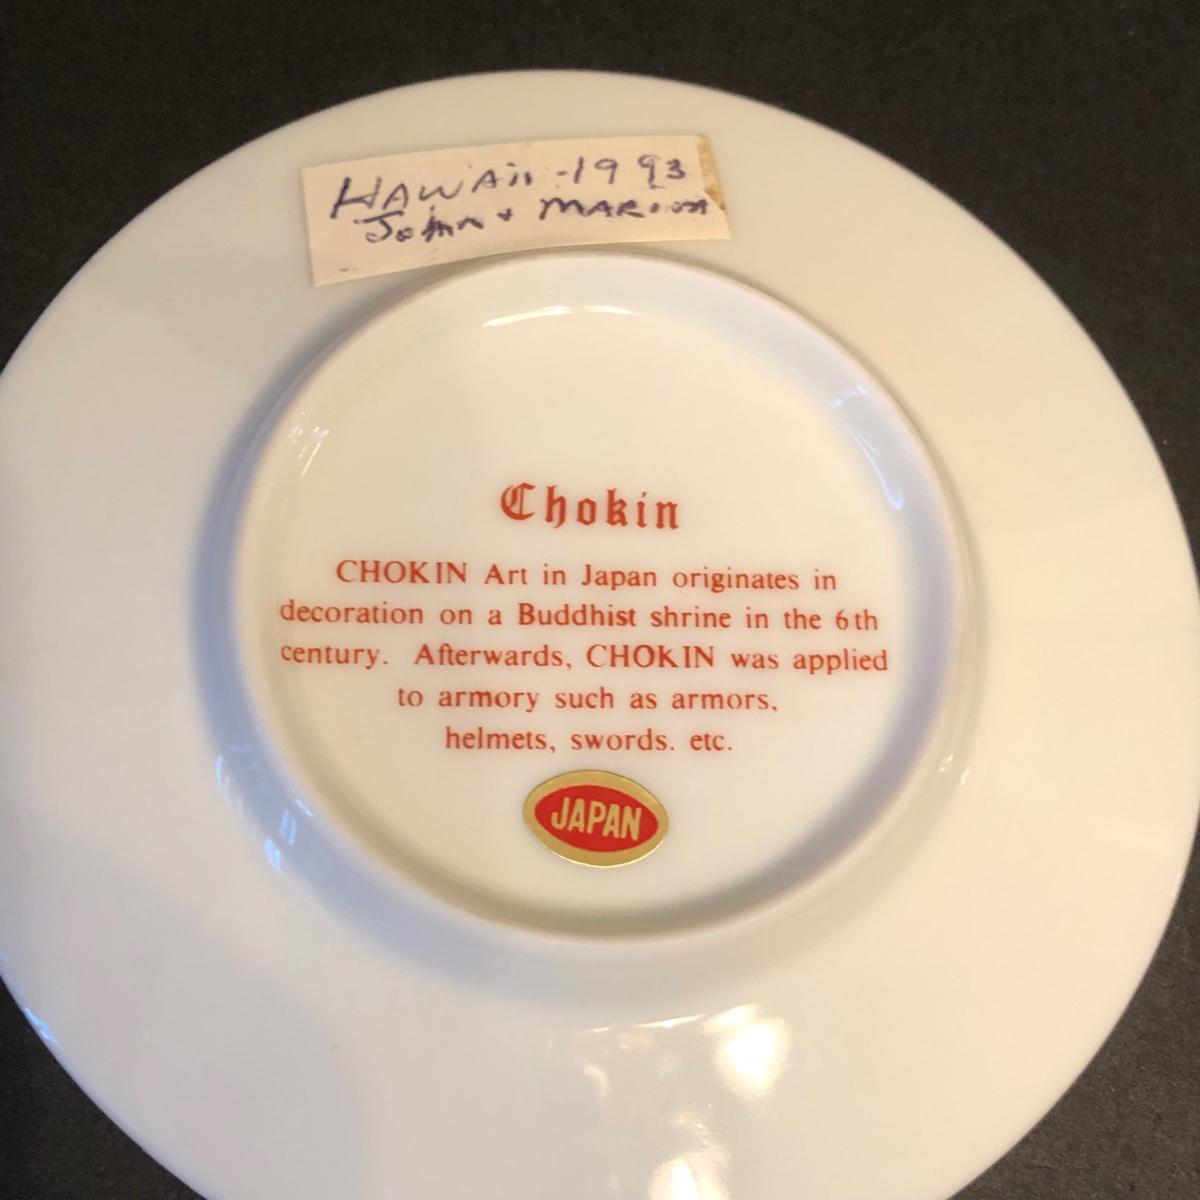 HAWAii -1993
John + MARION
Chokin
CHOKIN Art in Japan originates in
decoration on a Buddhist shrine in the 6th
century. Afterwards, CHOKIN was applied
to armory such as armors,
helmets, swords. etc.
JAPAN